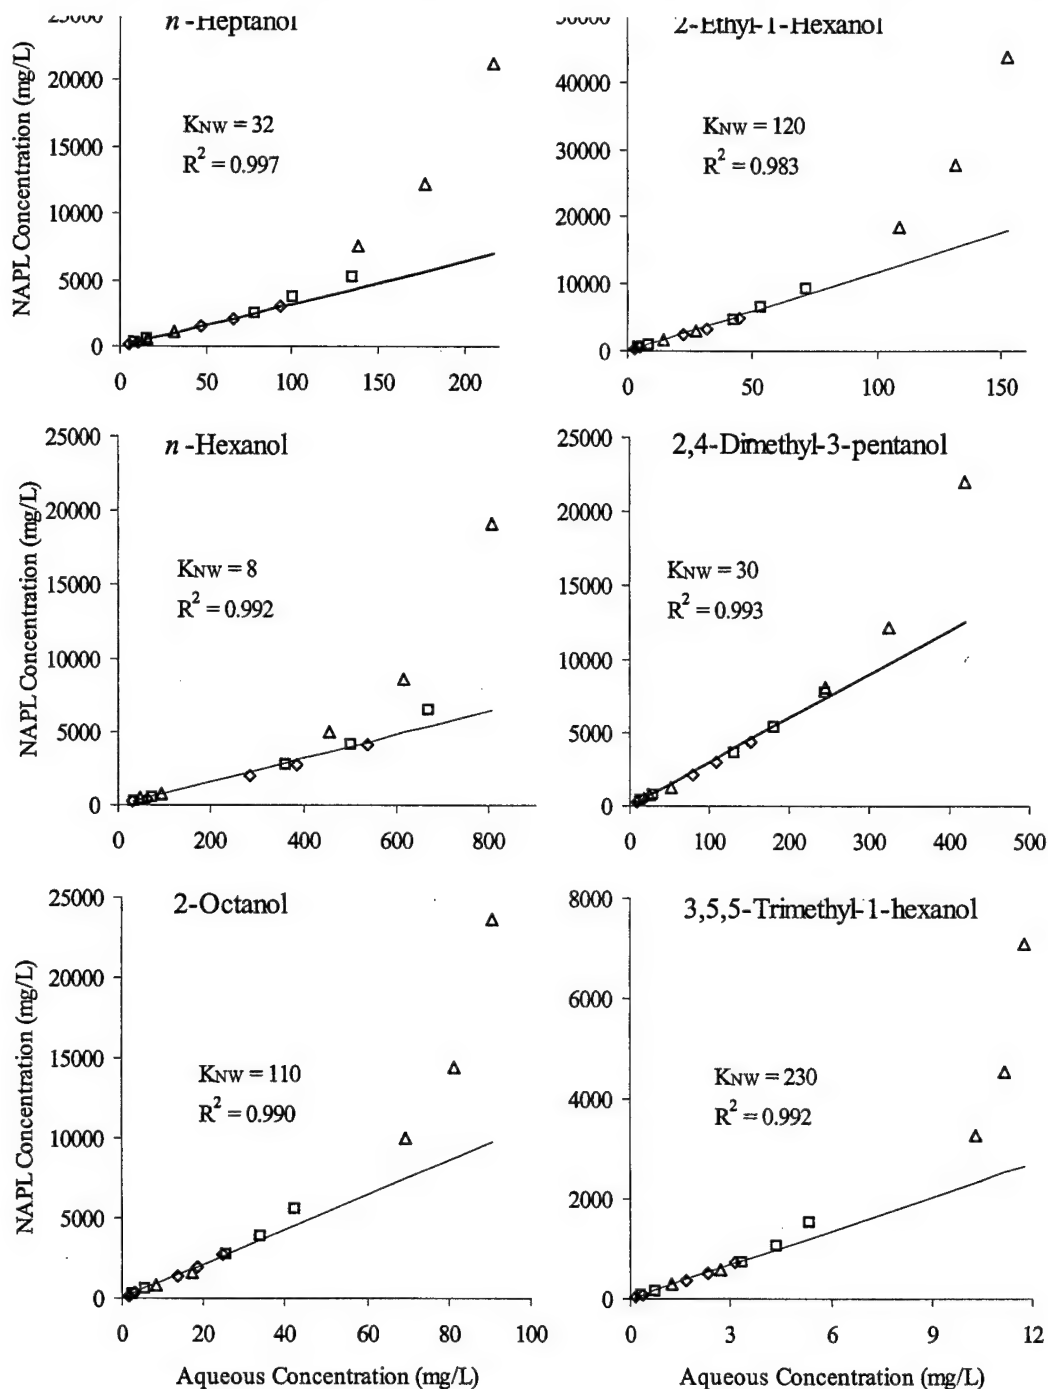 25000
n-Heptanol
20000
KNW = 32
R² = 0.997
15000
10000
5000
0
0 50 100 150 200
NAPL Concentration (mg/L)
50000
2-Ethyl-1-Hexanol
40000
KNW = 120
R² = 0.983
30000
20000
10000
0
0 50 100 150
25000
n-Hexanol
20000
KNW = 8
R² = 0.992
15000
10000
5000
0
0 200 400 600 800
NAPL Concentration (mg/L)
25000
2,4-Dimethyl-3-pentanol
20000
KNW = 30
R² = 0.993
15000
10000
5000
0
0 100 200 300 400 500
25000
2-Octanol
20000
15000
KNW = 110
R² = 0.990
10000
5000
0
0 20 40 60 80 100
NAPL Concentration (mg/L)
Aqueous Concentration (mg/L)
8000
3,5,5-Trimethyl-1-hexanol
6000
KNW = 230
R² = 0.992
4000
2000
0
0 3 6 9 12
Aqueous Concentration (mg/L)